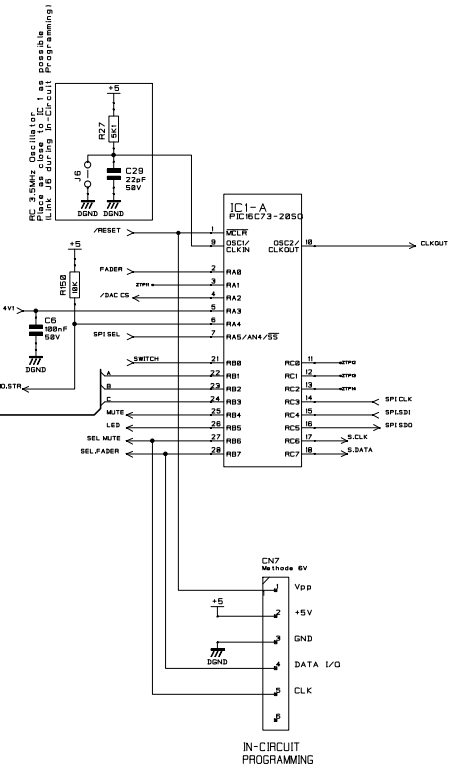 RC 3.5MHz Oscillator
Place as close to IC 1 as possible
(Link J6 during In-Circuit Programming)
+5
R27
5K1
J6
C29
22pF
50V
DGND DGND
IC1-A
PIC16C73-20SO
/RESET
1
MCLR
9
OSC1/
CLKIN
OSC2/
CLKOUT
10
CLKOUT
+5
R150
10K
FADER
2
RA0
ZTP11
3
RA1
/DAC CS
4
RA2
4V1
5
RA3
6
RA4
C6
100nF
50V
DGND
SPISEL
7
RA5/AN4/SS
D.STR
SWITCH
21
RB0
RC0
11
ZTP12
A
22
RB1
RC1
12
ZTP13
B
23
RB2
RC2
13
ZTP14
C
24
RB3
RC3
14
SPICLK
MUTE
25
RB4
RC4
15
SPISDI
LED
26
RB5
RC5
16
SPISDO
SEL MUTE
27
RB6
RC6
17
S.CLK
SEL.FADER
28
RB7
RC7
18
S.DATA
CN7
Methode 6V
1
Vpp
+5
2
+5V
3
GND
DGND
4
DATA I/O
5
CLK
6
IN-CIRCUIT
PROGRAMMING